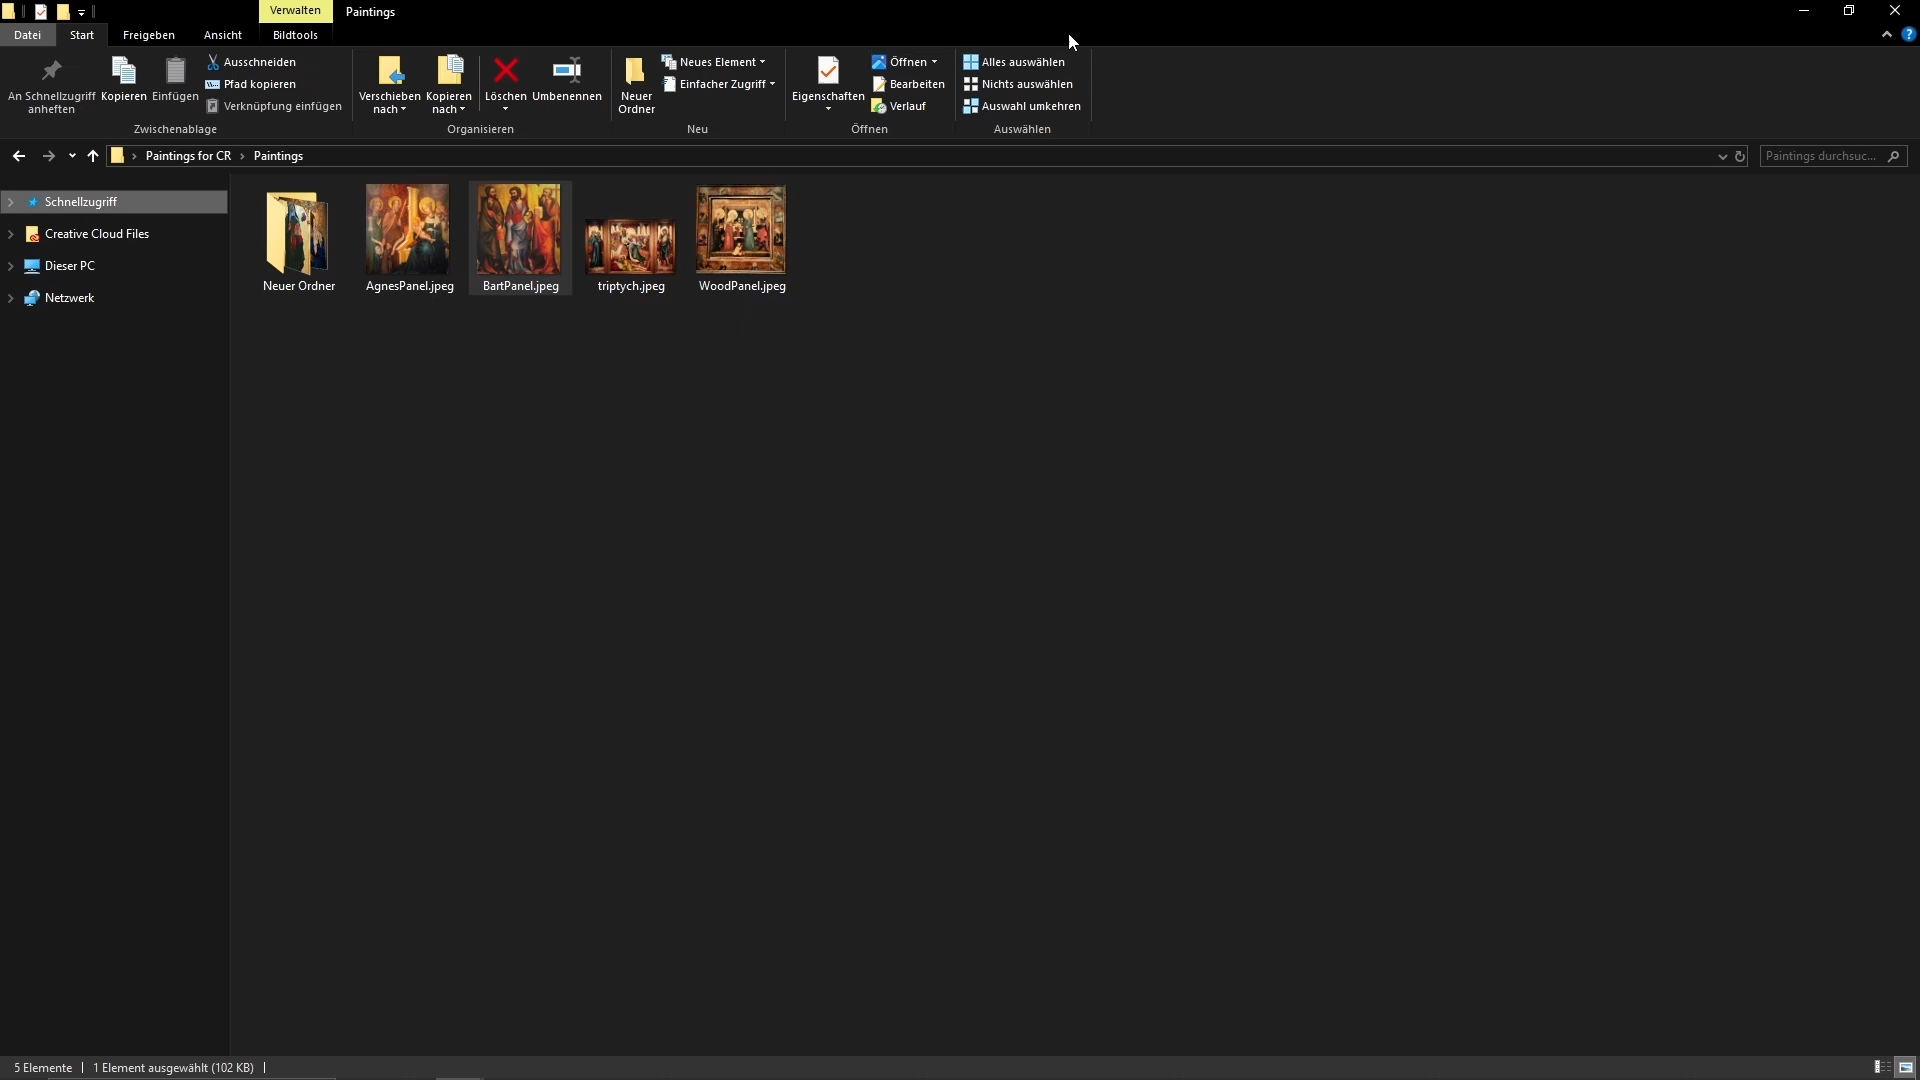 Verwalten
Paintings
Datei
Start
Freigeben
Ansicht
Bildtools
An Schnellzugriff
anheften
Kopieren
Einfügen
Ausschneiden
Pfad kopieren
Verknüpfung einfügen
Zwischenablage
Verschieben
nach
Kopieren
nach
Löschen
Umbenennen
Organisieren
Neuer
Ordner
Neues Element
Einfacher Zugriff
Neu
Eigenschaften
Öffnen
Bearbeiten
Verlauf
Öffnen
Alles auswählen
Nichts auswählen
Auswahl umkehren
Auswählen
Paintings for CR
Paintings
Paintings durchsuc...
Schnellzugriff
Creative Cloud Files
Dieser PC
Netzwerk
Neuer Ordner
AgnesPanel.jpeg
BartPanel.jpeg
triptych.jpeg
WoodPanel.jpeg
5 Elemente
1 Element ausgewählt (102 KB)